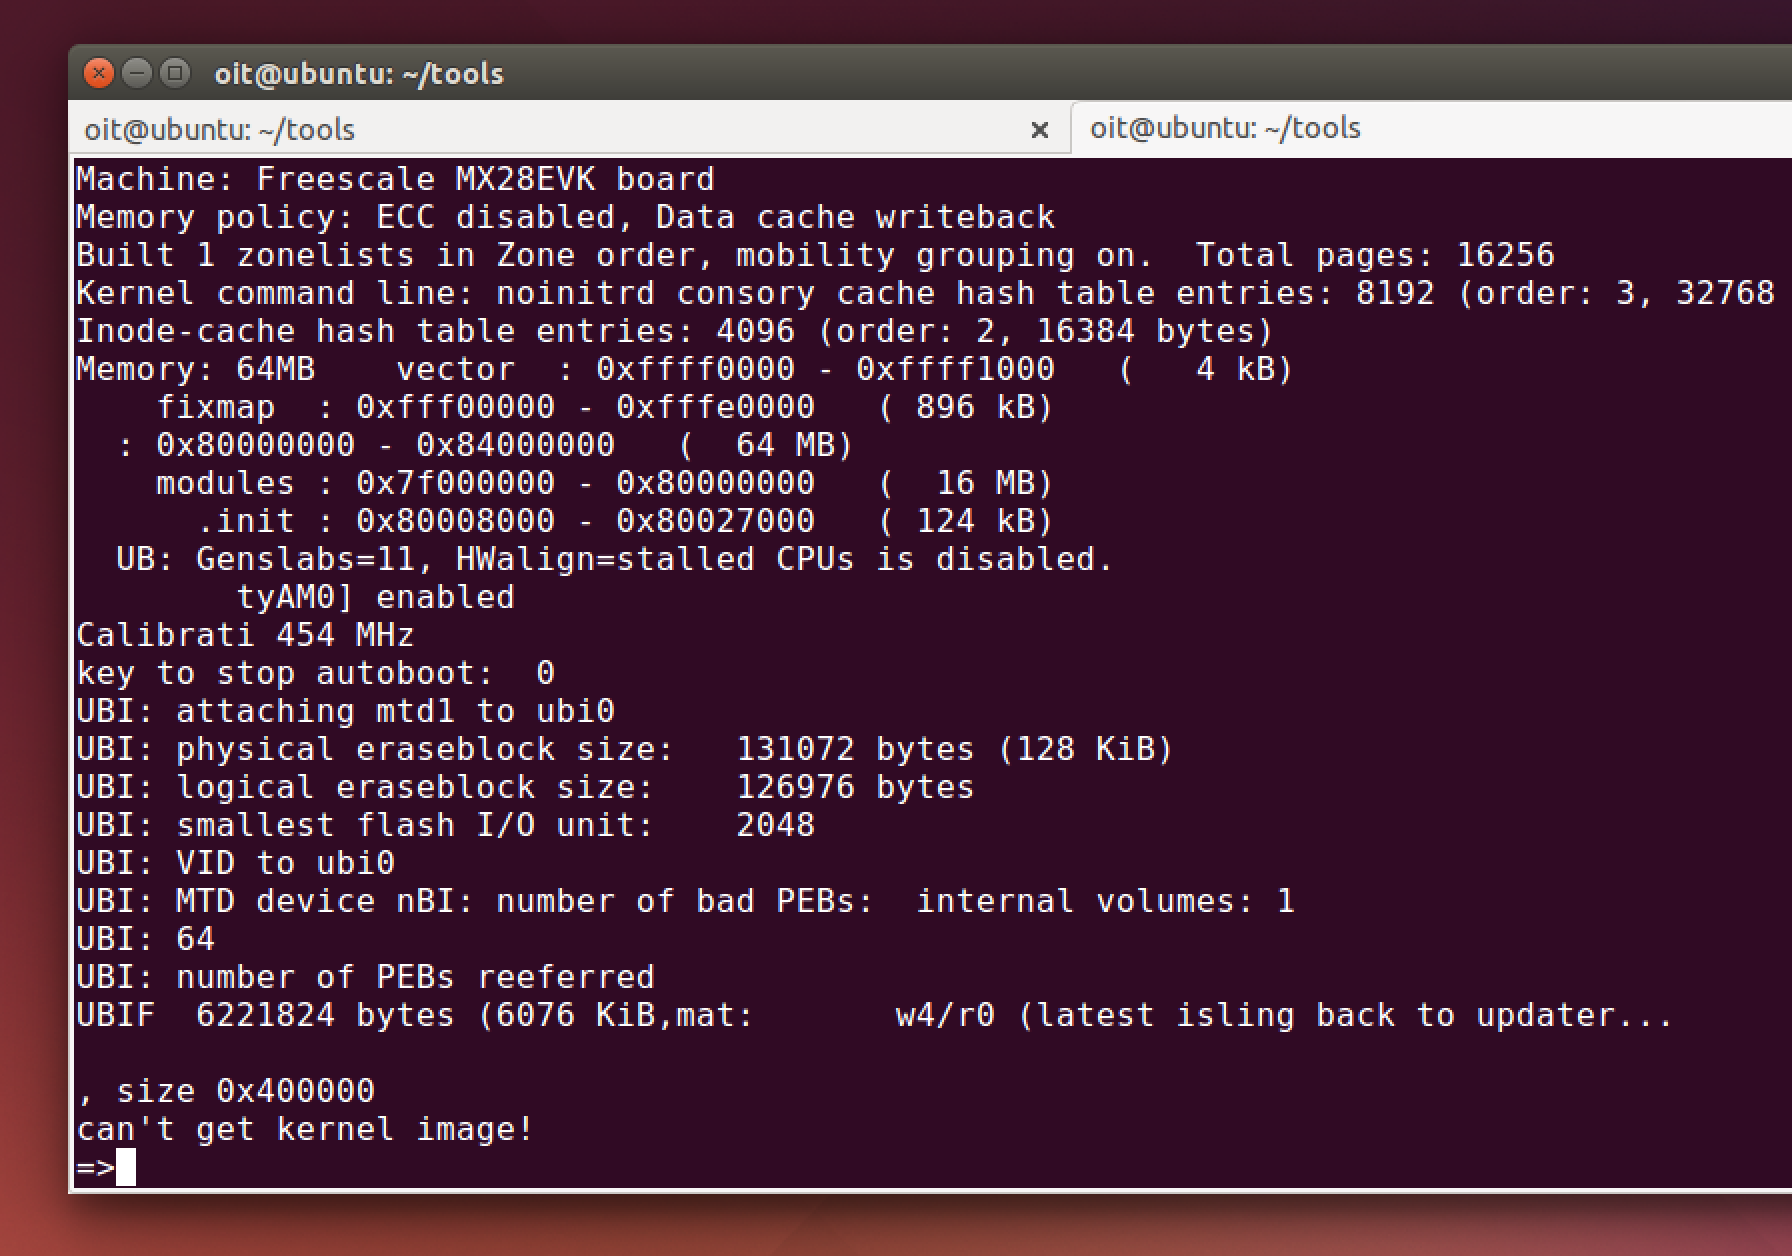 oit@ubuntu: ~/tools
oit@ubuntu: ~/tools × oit@ubuntu: ~/tools
Machine: Freescale MX28EVK board
Memory policy: ECC disabled, Data cache writeback
Built 1 zonelists in Zone order, mobility grouping on.  Total pages: 16256
Kernel command line: noinitrd consory cache hash table entries: 8192 (order: 3, 32768
Inode-cache hash table entries: 4096 (order: 2, 16384 bytes)
Memory: 64MB    vector  : 0xffff0000 - 0xffff1000   (   4 kB)
    fixmap  : 0xfff00000 - 0xfffe0000   ( 896 kB)
  : 0x80000000 - 0x84000000   (  64 MB)
    modules : 0x7f000000 - 0x80000000   (  16 MB)
      .init : 0x80008000 - 0x80027000   ( 124 kB)
  UB: Genslabs=11, HWalign=stalled CPUs is disabled.
        tyAM0] enabled
Calibrati 454 MHz
key to stop autoboot:  0
UBI: attaching mtd1 to ubi0
UBI: physical eraseblock size:   131072 bytes (128 KiB)
UBI: logical eraseblock size:    126976 bytes
UBI: smallest flash I/O unit:    2048
UBI: VID to ubi0
UBI: MTD device nBI: number of bad PEBs:  internal volumes: 1
UBI: 64
UBI: number of PEBs reeferred
UBIF  6221824 bytes (6076 KiB,mat:       w4/r0 (latest isling back to updater...
, size 0x400000
can't get kernel image!
=>